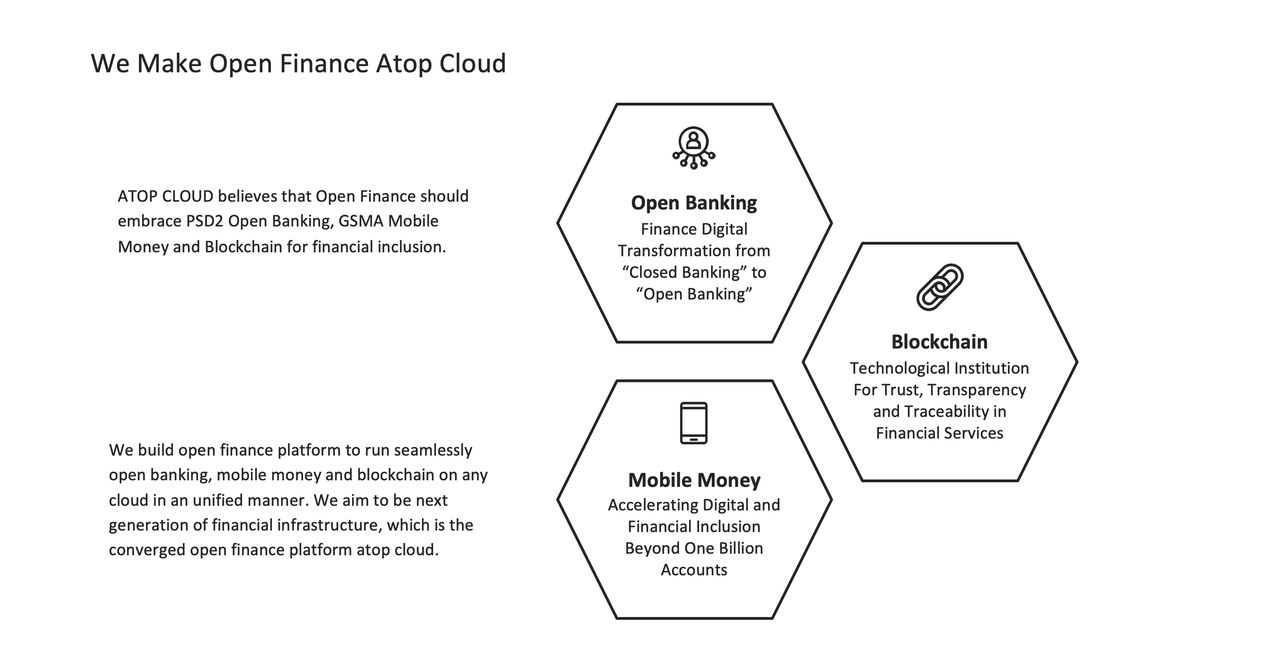 We Make Open Finance Atop Cloud
ATOP CLOUD believes that Open Finance should
embrace PSD2 Open Banking, GSMA Mobile
Money and Blockchain for financial inclusion.
We build open finance platform to run seamlessly
open banking, mobile money and blockchain on any
cloud in an unified manner. We aim to be next
generation of financial infrastructure, which is the
converged open finance platform atop cloud.
Open Banking
Finance Digital
Transformation from
“Closed Banking” to
“Open Banking”
Blockchain
Technological Institution
For Trust, Transparency
and Traceability in
Financial Services
Mobile Money
Accelerating Digital and
Financial Inclusion
Beyond One Billion
Accounts